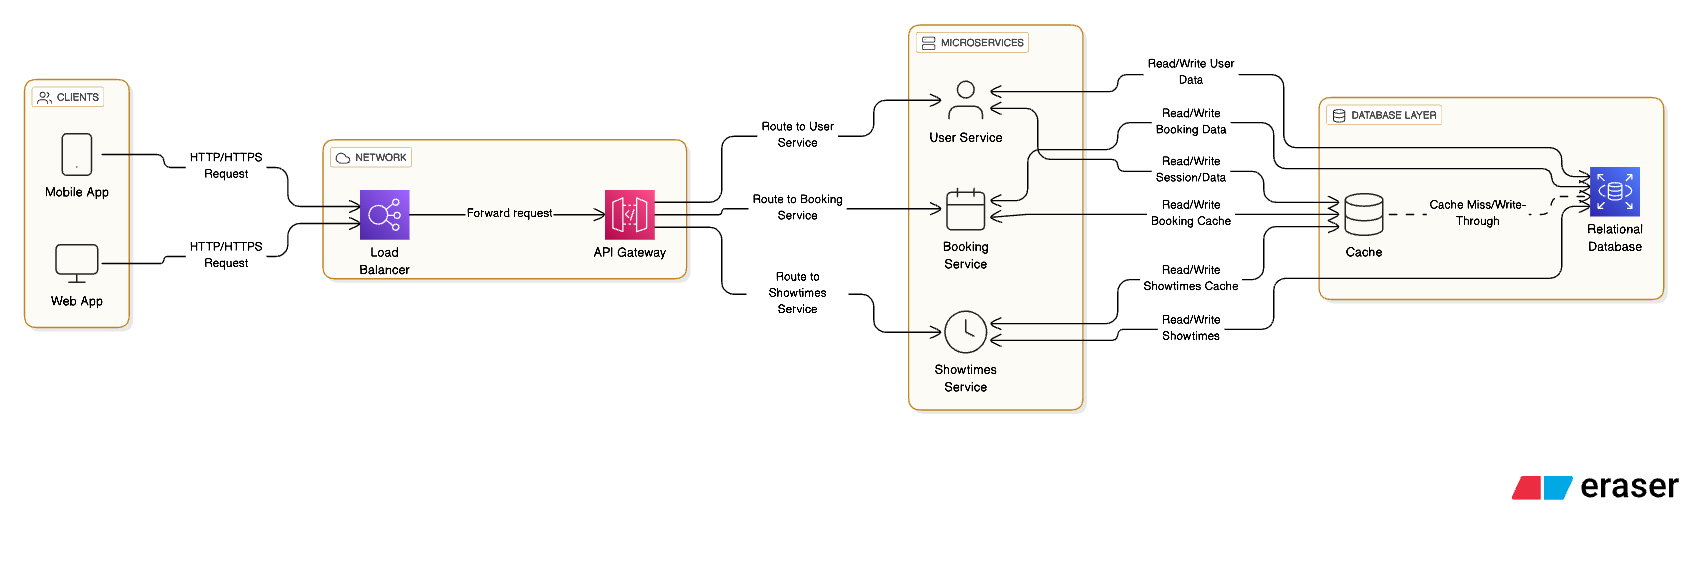 CLIENTS
Mobile App
Web App
HTTP/HTTPS
Request
HTTP/HTTPS
Request
NETWORK
Load
Balancer
Forward request
API Gateway
Route to User
Service
Route to Booking
Service
Route to
Showtimes
Service
MICROSERVICES
User Service
Booking
Service
Showtimes
Service
Read/Write User
Data
Read/Write
Booking Data
Read/Write
Session/Data
Read/Write
Booking Cache
Read/Write
Showtimes Cache
Read/Write
Showtimes
DATABASE LAYER
Cache
Cache Miss/Write-
Through
Relational
Database
eraser